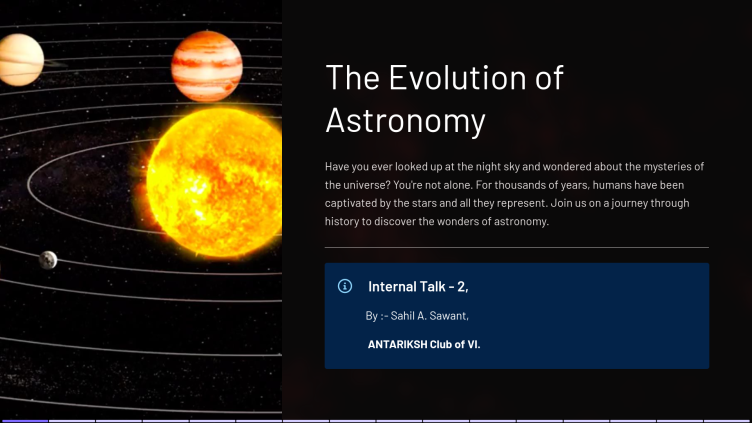 The Evolution of
Astronomy
Have you ever looked up at the night sky and wondered about the mysteries of
the universe? You're not alone. For thousands of years, humans have been
captivated by the stars and all they represent. Join us on a journey through
history to discover the wonders of astronomy.
Internal Talk - 2,
By :- Sahil A. Sawant,
ANTARIKSH Club of VI.